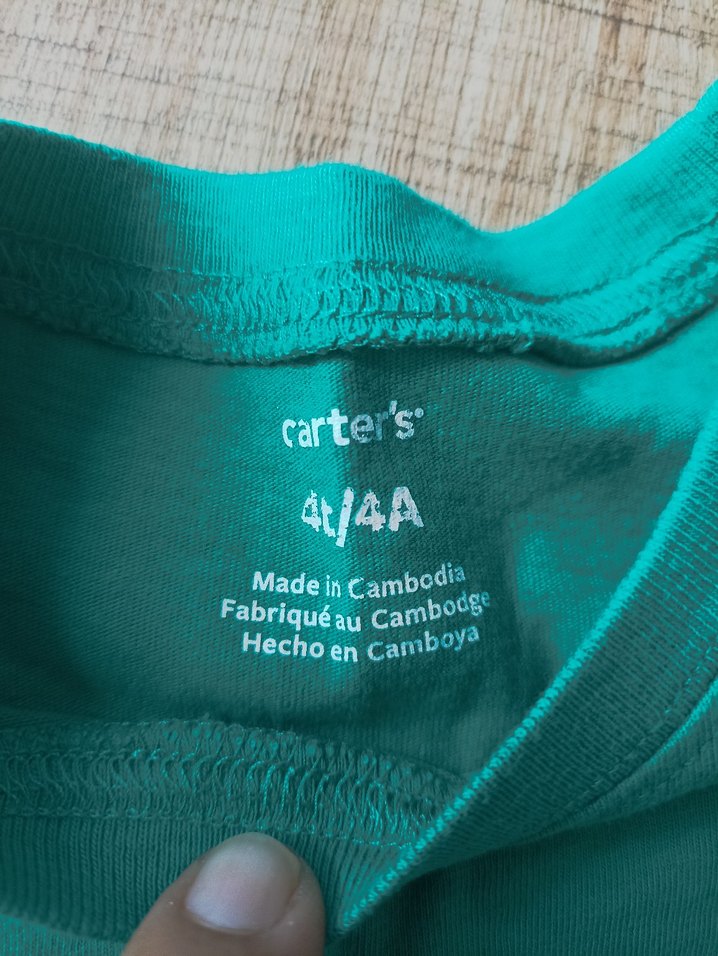 carter's
4t/4A
Made in Cambodia
Fabriqué au Cambodge
Hecho en Camboya